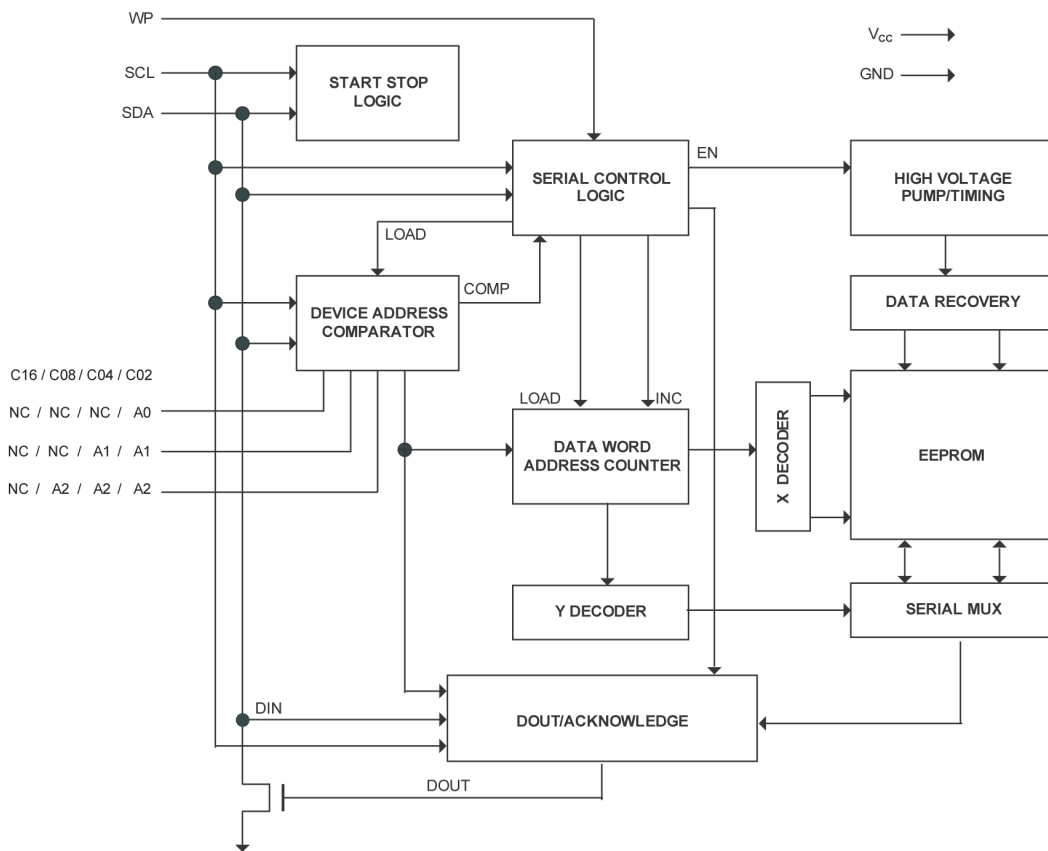 WP
V_CC
SCL
START STOP
LOGIC
GND
SDA
EN
SERIAL CONTROL
LOGIC
HIGH VOLTAGE
PUMP/TIMING
LOAD
COMP
DEVICE ADDRESS
COMPARATOR
DATA RECOVERY
C16 / C08 / C04 / C02
NC / NC / NC / A0
NC / NC / A1 / A1
NC / A2 / A2 / A2
LOAD
INC
DATA WORD
ADDRESS COUNTER
X DECODER
EEPROM
Y DECODER
SERIAL MUX
DIN
DOUT/ACKNOWLEDGE
DOUT